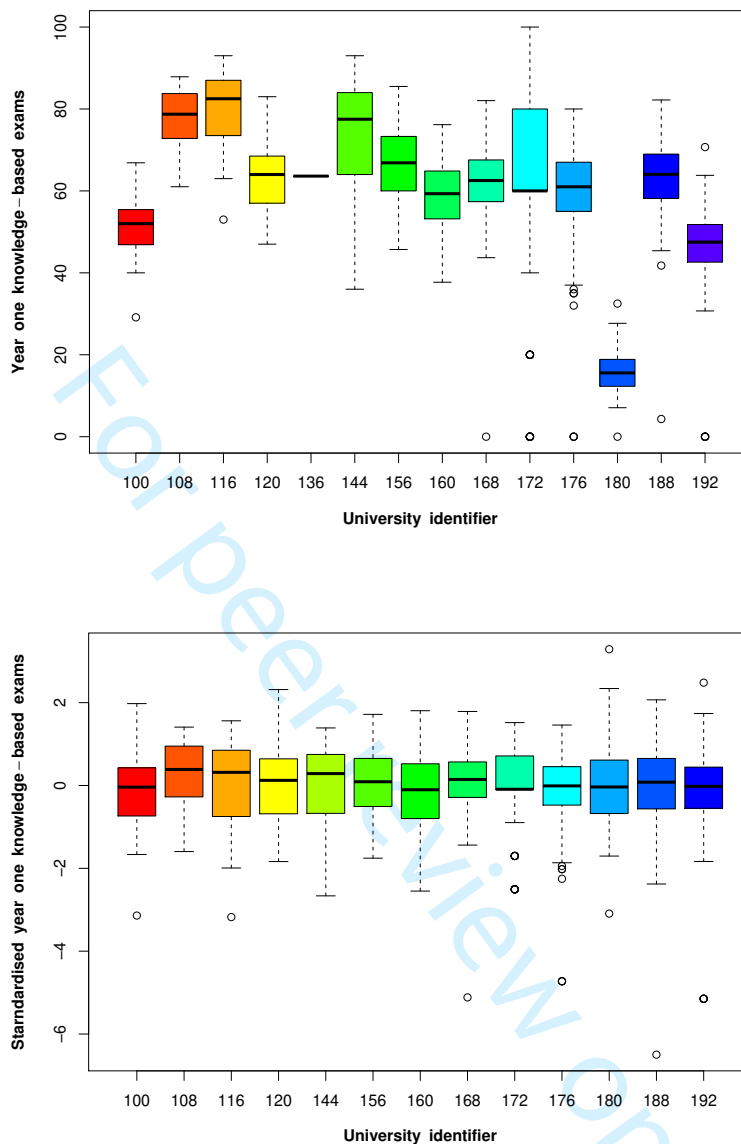 Year one knowledge−based exams
100
80
60
40
20
0
100 108 116 120 136 144 156 160 168 172 176 180 188 192
University identifier
Starndardised year one knowledge−based exams
2
0
-2
-4
-6
100 108 116 120 144 156 160 168 172 176 180 188 192
University identifier
For peer review on